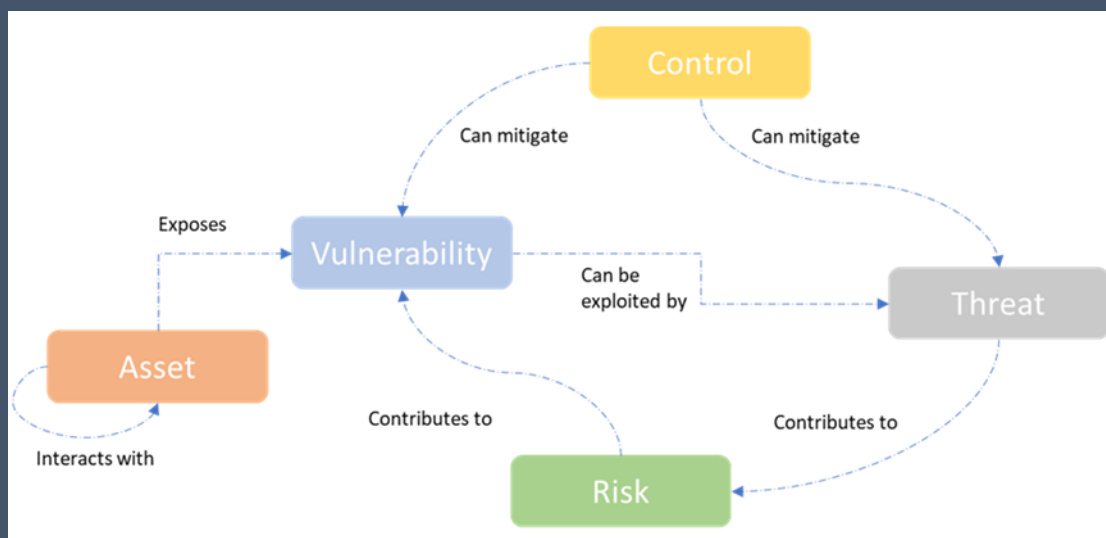 Control
Can mitigate
Can mitigate
Exposes
Vulnerability
Can be
exploited by
Threat
Asset
Contributes to
Contributes to
Interacts with
Risk